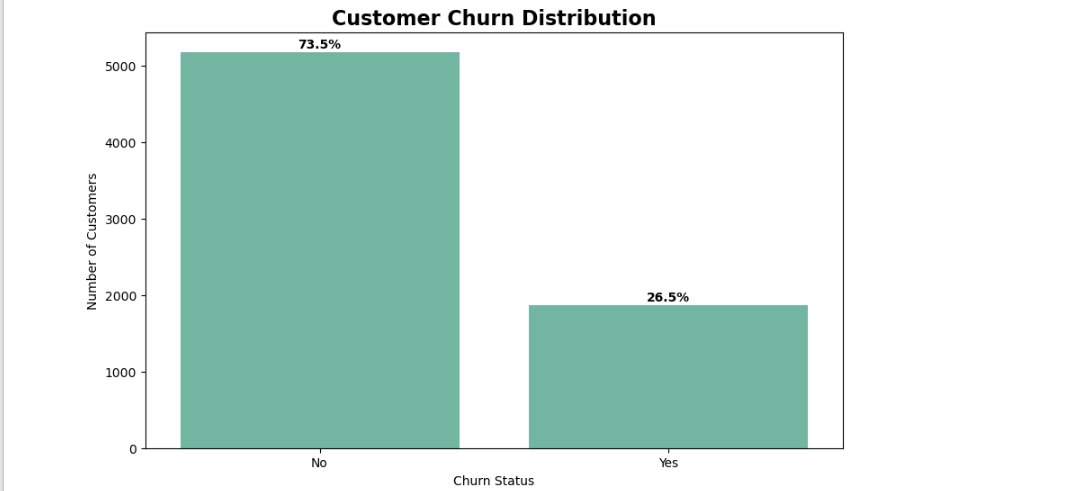 Customer Churn Distribution
73.5%
5000
4000
3000
2000
1000
0
Number of Customers
26.5%
No
Yes
Churn Status